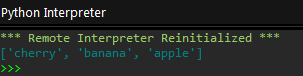 Python Interpreter
*** Remote Interpreter Reinitialized ***
['cherry', 'banana', 'apple']
>>>